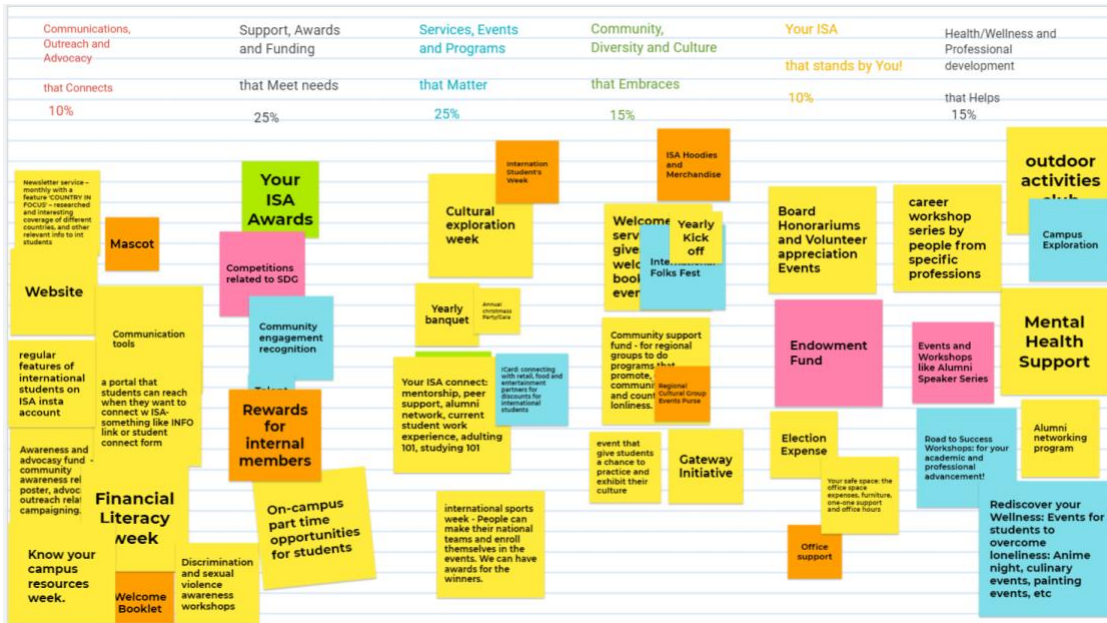 Communications,
Outreach and
Advocacy
that Connects
10%
Support, Awards
and Funding
that Meet needs
25%
Services, Events
and Programs
that Matter
25%
Community,
Diversity and Culture
that Embraces
15%
Your ISA
that stands by You!
10%
Health/Wellness and
Professional
development
that Helps
15%
Newsletter service –
monthly with a
feature 'COUNTRY IN
FOCUS' – researched
and interesting
coverage of different
countries, and other
relevant info to int
students
Mascot
Website
Communication
tools
regular
features of
international
students on
ISA insta
account
a portal that
students can reach
when they want to
connect w ISA-
something like INFO
link or student
connect form
Awareness and
advocacy fund -
community
awareness rel
poster, advoc
outreach relat
campaigning.
Financial
Literacy
week
Know your
campus
resources
week.
Welcome
Booklet
Discrimination
and sexual
violence
awareness
workshops
Your
ISA
Awards
Competitions
related to SDG
Community
engagement
recognition
Talent
Rewards
for
internal
members
On-campus
part time
opportunities
for students
Internation
Student's
Week
Cultural
exploration
week
Yearly
banquet
Annual
christmass
Party/Gala
Your ISA connect:
mentorship, peer
support, alumni
network, current
student work
experience, adulting
101, studying 101
iCard: connecting
with retail, food and
entertainment
partners for
discounts for
international
students
international sports
week - People can
make their national
teams and enroll
themselves in the
events. We can have
awards for the
winners.
ISA Hoodies
and
Merchandise
Welcome
serv
give
welc
book
ever
Yearly
Kick
off
International
Folks Fest
Community support
fund - for regional
groups to do
programs that
promote,
communi
and count
lonliness.
Regional
Cultural Group
Events Purse
event that
give students
a chance to
practice and
exhibit their
culture
Gateway
Initiative
Board
Honorariums
and Volunteer
appreciation
Events
Endowment
Fund
Election
Expense
Your safe space: the
office space
expenses, furniture,
one-one support
and office hours
Office
support
career
workshop
series by
people from
specific
professions
outdoor
activities
club
Campus
Exploration
Mental
Health
Support
Events and
Workshops
like Alumni
Speaker Series
Alumni
networking
program
Road to Success
Workshops: for your
academic and
professional
advancement!
Rediscover your
Wellness: Events for
students to
overcome
loneliness: Anime
night, culinary
events, painting
events, etc